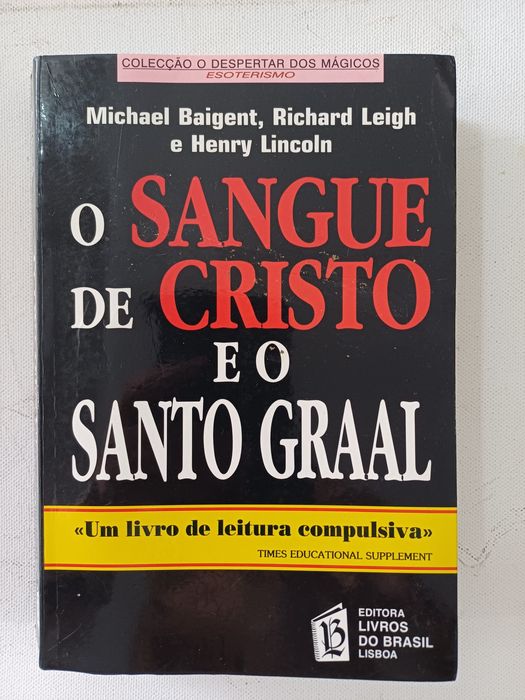 COLECÇÃO O DESPERTAR DOS MÁGICOS
ESOTERISMO
Michael Baigent, Richard Leigh
e Henry Lincoln
O SANGUE
DE CRISTO
E O
SANTO GRAAL
«Um livro de leitura compulsiva»
TIMES EDUCATIONAL SUPPLEMENT
EDITORA
LIVROS
DO BRASIL
LISBOA